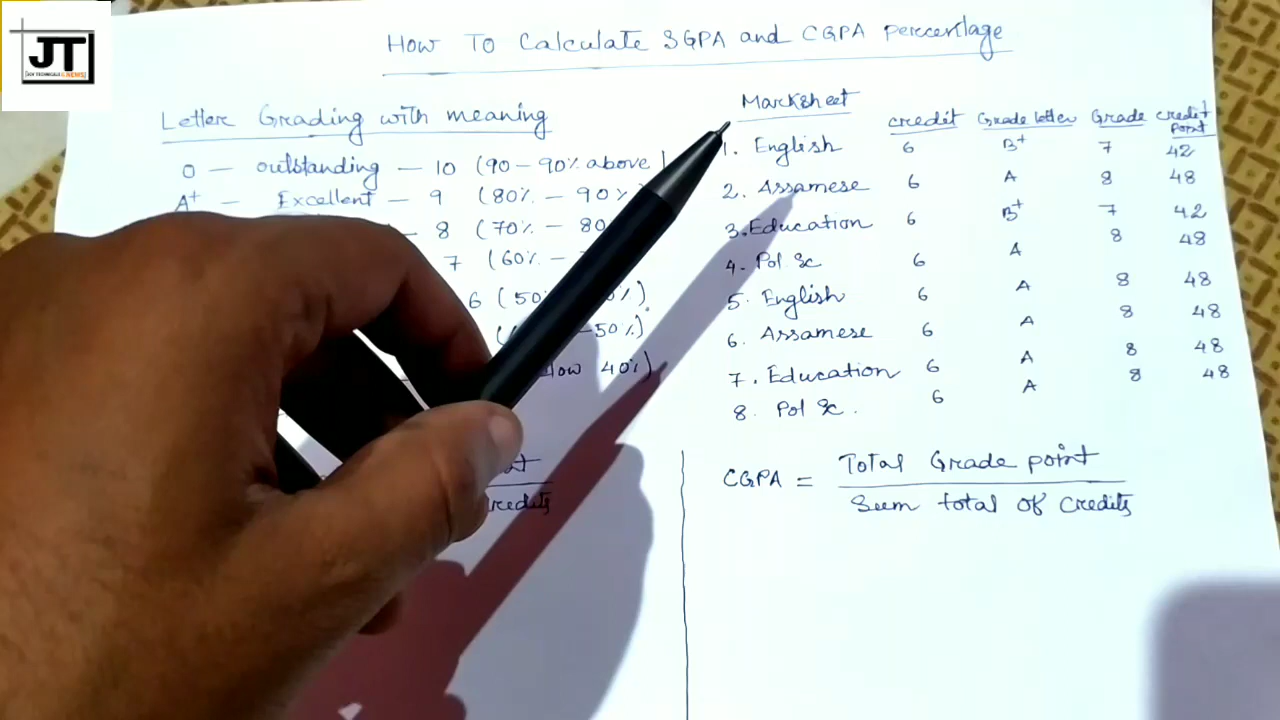 JT
How To Calculate SGPA and CGPA percentage
Letter Grading with meaning
O — outstanding — 10 (90 — 90% above)
A+ — Excellent — 9 (80% — 90%
8 (70% — 80
7 (60% —
6 (50% %)
— 50%)
low 40%)
credits
Marksheet credit Grade letter Grade credit point
1. English 6 B+ 7 42
2. Assamese 6 A 8 48
3. Education 6 B+ 7 42
4. Pol Sc 6 A 8 48
5. English 6 A 8 48
6. Assamese 6 A 8 48
7. Education 6 A 8 48
8. Pol Sc. 6 A 8 48
CGPA = Total Grade point
Sum total of credits